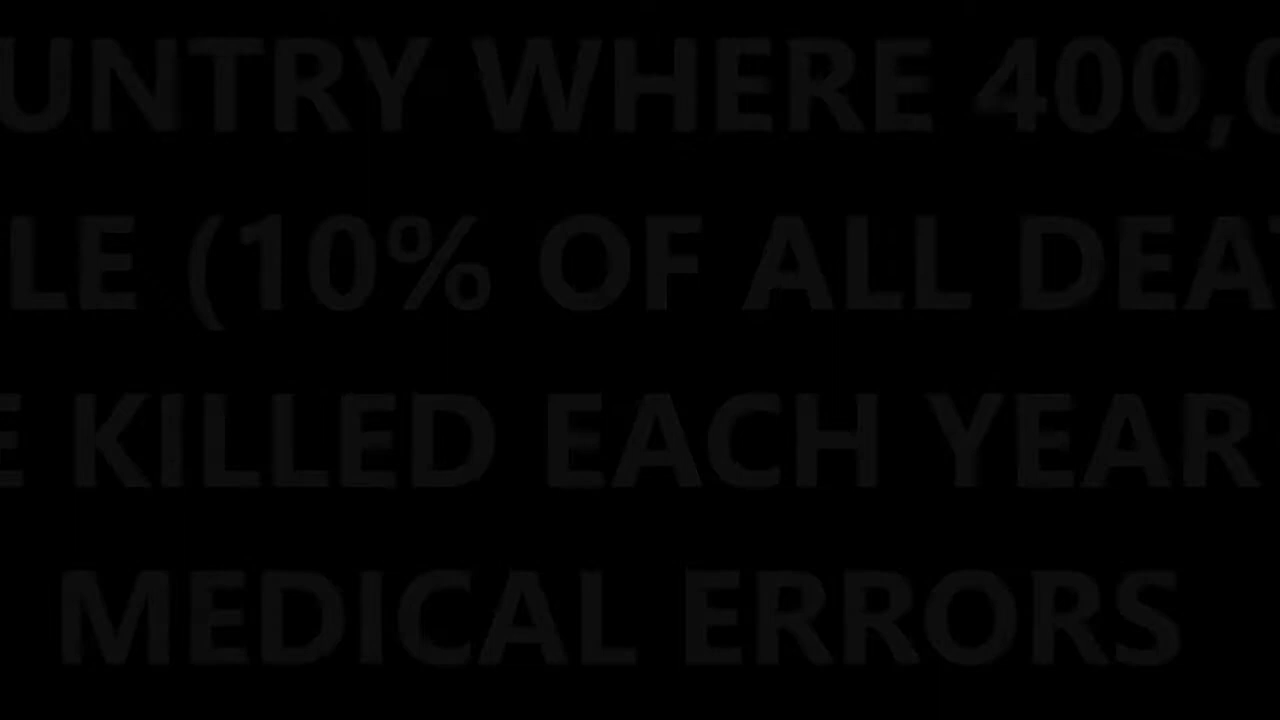 UNTRY WHERE 400,0
LE (10% OF ALL DEAT
E KILLED EACH YEAR
MEDICAL ERRORS